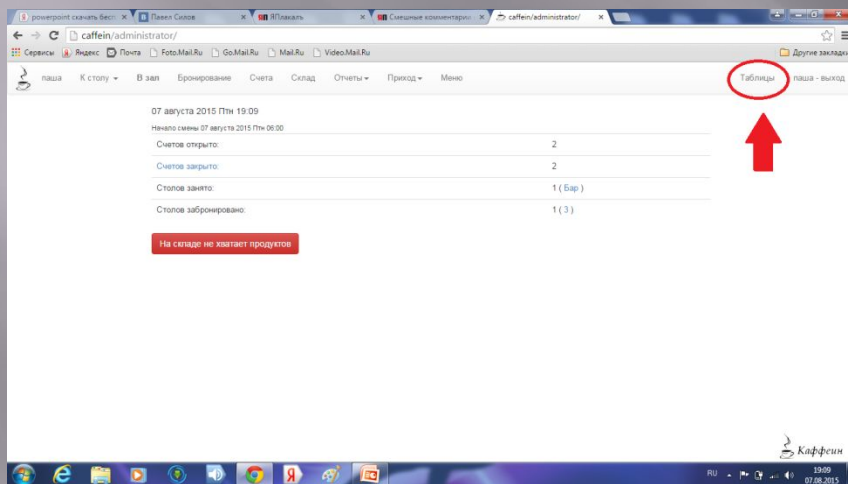 powerpoint скачать бесп
Павел Силов
ЯПлакалъ
Смешные комментарии
caffein/administrator/
caffein/administrator/
Сервисы
Яндекс
Почта
Foto.Mail.Ru
Go.Mail.Ru
Mail.Ru
Video.Mail.Ru
Другие закладки
паша
К столу
В зал
Бронирование
Счета
Склад
Отчеты
Приход
Меню
Таблицы
паша - выход
07 августа 2015 Птн 19:09
Начало смены 07 августа 2015 Птн 06:00
Счетов открыто: 2
Счетов закрыто: 2
Столов занято: 1 ( Бар )
Столов забронировано: 1 ( 3 )
На складе не хватает продуктов
Каффеин
RU
19:09
07.08.2015